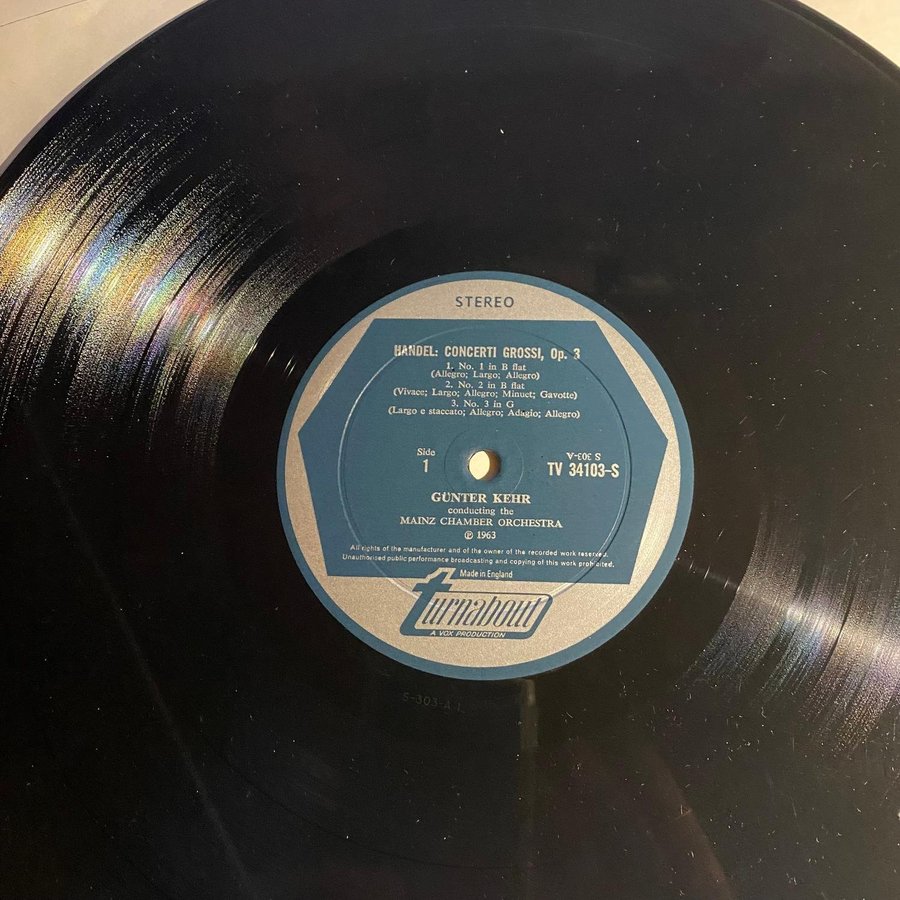 STEREO
HANDEL: CONCERTI GROSSI, Op. 3
1. No. 1 in B flat
(Allegro; Largo; Allegro)
2. No. 2 in B flat
(Vivace; Largo; Allegro; Minuet; Gavotte)
3. No. 3 in G
(Largo e staccato; Allegro; Adagio; Allegro)
Side
1
S 303-A
TV 34103-S
GÜNTER KEHR
conducting the
MAINZ CHAMBER ORCHESTRA
℗ 1963
All rights of the manufacturer and of the owner of the recorded work reserved.
Unauthorised public performance broadcasting and copying of this work prohibited.
Made in England
turnabout
A VOX PRODUCTION
S-303-A